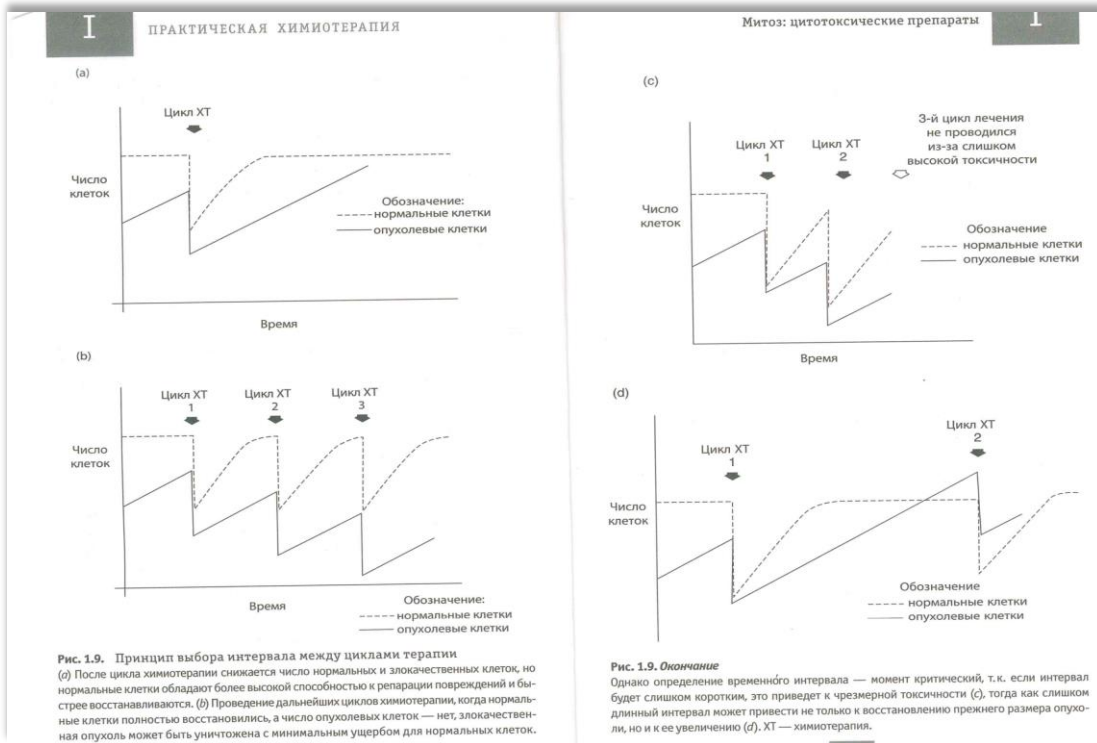 I
ПРАКТИЧЕСКАЯ ХИМИОТЕРАПИЯ
(a)
Цикл ХТ
Число
клеток
Обозначение:
нормальные клетки
опухолевые клетки
Время
(b)
Цикл ХТ
1
Цикл ХТ
2
Цикл ХТ
3
Число
клеток
Время
Обозначение:
нормальные клетки
опухолевые клетки
Рис. 1.9. Принцип выбора интервала между циклами терапии
(a) После цикла химиотерапии снижается число нормальных и злокачественных клеток, но
нормальные клетки обладают более высокой способностью к репарации повреждений и бы-
стрее восстанавливаются. (b) Проведение дальнейших циклов химиотерапии, когда нормаль-
ные клетки полностью восстановились, а число опухолевых клеток — нет, злокачествен-
ная опухоль может быть уничтожена с минимальным ущербом для нормальных клеток.
Митоз: цитотоксические препараты
I
(c)
Цикл ХТ
1
Цикл ХТ
2
3-й цикл лечения
не проводился
из-за слишком
высокой токсичности
Число
клеток
Обозначение
нормальные клетки
опухолевые клетки
Время
(d)
Цикл ХТ
1
Цикл ХТ
2
Число
клеток
Обозначение
нормальные клетки
опухолевые клетки
Время
Рис. 1.9. Окончание
Однако определение временно́го интервала — момент критический, т.к. если интервал
будет слишком коротким, это приведет к чрезмерной токсичности (c), тогда как слишком
длинный интервал может привести не только к восстановлению прежнего размера опухо-
ли, но и к ее увеличению (d). ХТ — химиотерапия.